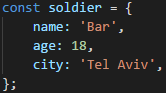 const soldier = {
    name: 'Bar',
    age: 18,
    city: 'Tel Aviv',
};